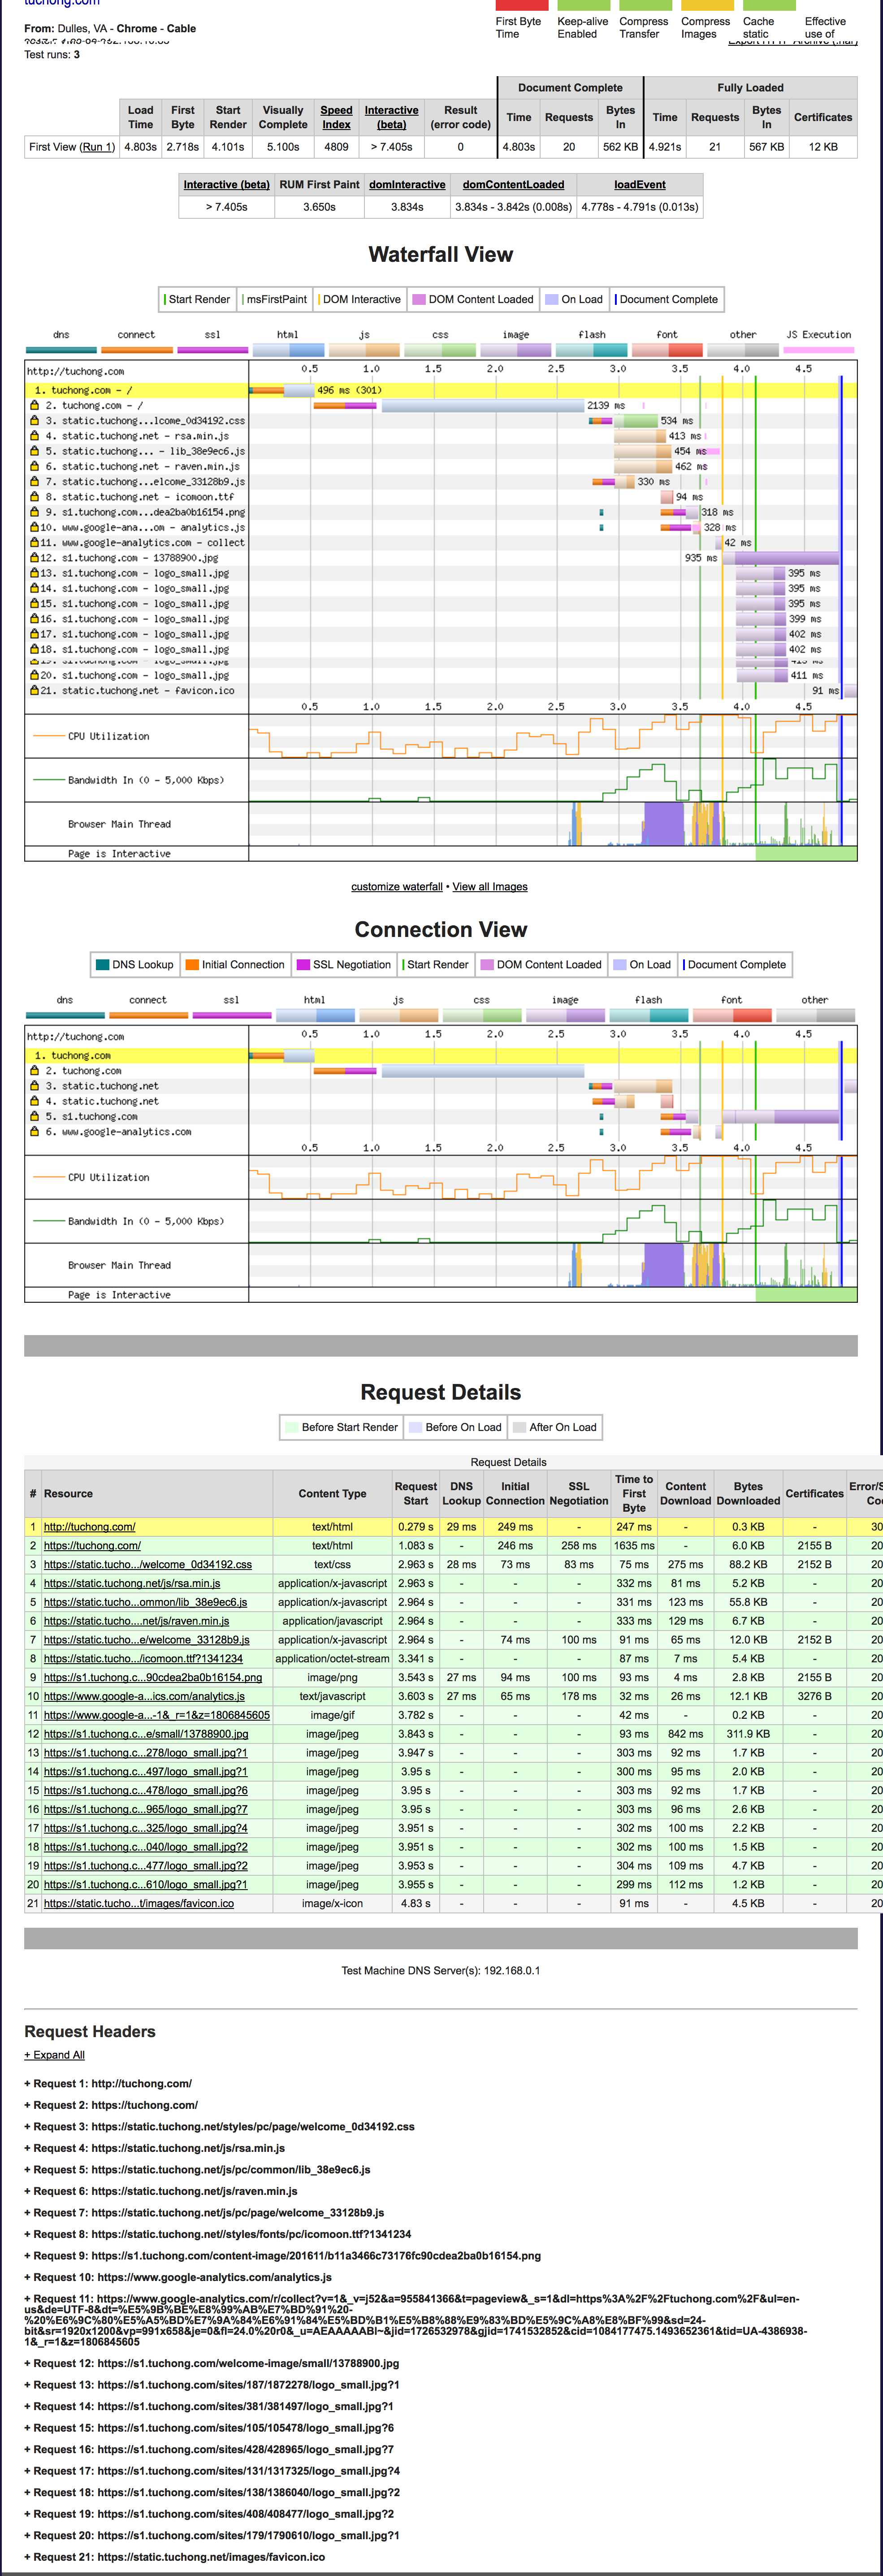 tuchong.com
From: Dulles, VA - Chrome - Cable
Test runs: 3
First Byte Time
Keep-alive Enabled
Compress Transfer
Compress Images
Cache static
Effective use of
Document Complete Fully Loaded
Load Time First Byte Start Render Visually Complete Speed Index Interactive (beta) Result (error code) Time Requests Bytes In Time Requests Bytes In Certificates
First View (Run 1) 4.803s 2.718s 4.101s 5.100s 4809 > 7.405s 0 4.803s 20 562 KB 4.921s 21 567 KB 12 KB
Interactive (beta) RUM First Paint domInteractive domContentLoaded loadEvent
> 7.405s 3.650s 3.834s 3.834s - 3.842s (0.008s) 4.778s - 4.791s (0.013s)
Waterfall View
Start Render msFirstPaint DOM Interactive DOM Content Loaded On Load Document Complete
dns connect ssl html js css image flash font other JS Execution
http://tuchong.com 0.5 1.0 1.5 2.0 2.5 3.0 3.5 4.0 4.5
1. tuchong.com - / 496 ms (301)
2. tuchong.com - / 2139 ms
3. static.tuchong...lcome_0d34192.css 534 ms
4. static.tuchong.net - rsa.min.js 413 ms
5. static.tuchong... - lib_38e9ec6.js 454 ms
6. static.tuchong.net - raven.min.js 462 ms
7. static.tuchong...elcome_33128b9.js 330 ms
8. static.tuchong.net - icomoon.ttf 94 ms
9. s1.tuchong.com...dea2ba0b16154.png 318 ms
10. www.google-ana...om - analytics.js 328 ms
11. www.google-analytics.com - collect 42 ms
12. s1.tuchong.com - 13788900.jpg 935 ms
13. s1.tuchong.com - logo_small.jpg 395 ms
14. s1.tuchong.com - logo_small.jpg 395 ms
15. s1.tuchong.com - logo_small.jpg 395 ms
16. s1.tuchong.com - logo_small.jpg 399 ms
17. s1.tuchong.com - logo_small.jpg 402 ms
18. s1.tuchong.com - logo_small.jpg 402 ms
20. s1.tuchong.com - logo_small.jpg 411 ms
21. static.tuchong.net - favicon.ico 91 ms
0.5 1.0 1.5 2.0 2.5 3.0 3.5 4.0 4.5
CPU Utilization
Bandwidth In (0 - 5,000 Kbps)
Browser Main Thread
Page is Interactive
customize waterfall • View all Images
Connection View
DNS Lookup Initial Connection SSL Negotiation Start Render DOM Content Loaded On Load Document Complete
dns connect ssl html js css image flash font other
http://tuchong.com 0.5 1.0 1.5 2.0 2.5 3.0 3.5 4.0 4.5
1. tuchong.com
2. tuchong.com
3. static.tuchong.net
4. static.tuchong.net
5. s1.tuchong.com
6. www.google-analytics.com
0.5 1.0 1.5 2.0 2.5 3.0 3.5 4.0 4.5
CPU Utilization
Bandwidth In (0 - 5,000 Kbps)
Browser Main Thread
Page is Interactive
Request Details
Before Start Render Before On Load After On Load
Request Details
# Resource Content Type Request Start DNS Lookup Initial Connection SSL Negotiation Time to First Byte Content Download Bytes Downloaded Certificates
1 http://tuchong.com/ text/html 0.279 s 29 ms 249 ms - 247 ms - 0.3 KB - 30
2 https://tuchong.com/ text/html 1.083 s - 246 ms 258 ms 1635 ms - 6.0 KB 2155 B 20
3 https://static.tucho.../welcome_0d34192.css text/css 2.963 s 28 ms 73 ms 83 ms 75 ms 275 ms 88.2 KB 2152 B 20
4 https://static.tuchong.net/js/rsa.min.js application/x-javascript 2.963 s - - - 332 ms 81 ms 5.2 KB - 20
5 https://static.tucho...ommon/lib_38e9ec6.js application/x-javascript 2.964 s - - - 331 ms 123 ms 55.8 KB - 20
6 https://static.tucho....net/js/raven.min.js application/javascript 2.964 s - - - 333 ms 129 ms 6.7 KB - 20
7 https://static.tucho...e/welcome_33128b9.js application/x-javascript 2.964 s - 74 ms 100 ms 91 ms 65 ms 12.0 KB 2152 B 20
8 https://static.tucho.../icomoon.ttf?1341234 application/octet-stream 3.341 s - - - 87 ms 7 ms 5.4 KB - 20
9 https://s1.tuchong.c...90cdea2ba0b16154.png image/png 3.543 s 27 ms 94 ms 100 ms 93 ms 4 ms 2.8 KB 2155 B 20
10 https://www.google-a...ics.com/analytics.js text/javascript 3.603 s 27 ms 65 ms 178 ms 32 ms 26 ms 12.1 KB 3276 B 20
11 https://www.google-a...-1&_r=1&z=1806845605 image/gif 3.782 s - - - 42 ms - 0.2 KB - 20
12 https://s1.tuchong.c...e/small/13788900.jpg image/jpeg 3.843 s - - - 93 ms 842 ms 311.9 KB - 20
13 https://s1.tuchong.c...278/logo_small.jpg?1 image/jpeg 3.947 s - - - 303 ms 92 ms 1.7 KB - 20
14 https://s1.tuchong.c...497/logo_small.jpg?1 image/jpeg 3.95 s - - - 300 ms 95 ms 2.0 KB - 20
15 https://s1.tuchong.c...478/logo_small.jpg?6 image/jpeg 3.95 s - - - 303 ms 92 ms 1.7 KB - 20
16 https://s1.tuchong.c...965/logo_small.jpg?7 image/jpeg 3.95 s - - - 303 ms 96 ms 2.6 KB - 20
17 https://s1.tuchong.c...325/logo_small.jpg?4 image/jpeg 3.951 s - - - 302 ms 100 ms 2.2 KB - 20
18 https://s1.tuchong.c...040/logo_small.jpg?2 image/jpeg 3.951 s - - - 302 ms 100 ms 1.5 KB - 20
19 https://s1.tuchong.c...477/logo_small.jpg?2 image/jpeg 3.953 s - - - 304 ms 109 ms 4.7 KB - 20
20 https://s1.tuchong.c...610/logo_small.jpg?1 image/jpeg 3.955 s - - - 299 ms 112 ms 1.2 KB - 20
21 https://static.tucho...t/images/favicon.ico image/x-icon 4.83 s - - - 91 ms - 4.5 KB - 20
Test Machine DNS Server(s): 192.168.0.1
Request Headers
+ Expand All
+ Request 1: http://tuchong.com/
+ Request 2: https://tuchong.com/
+ Request 3: https://static.tuchong.net/styles/pc/page/welcome_0d34192.css
+ Request 4: https://static.tuchong.net/js/rsa.min.js
+ Request 5: https://static.tuchong.net/js/pc/common/lib_38e9ec6.js
+ Request 6: https://static.tuchong.net/js/raven.min.js
+ Request 7: https://static.tuchong.net/js/pc/page/welcome_33128b9.js
+ Request 8: https://static.tuchong.net//styles/fonts/pc/icomoon.ttf?1341234
+ Request 9: https://s1.tuchong.com/content-image/201611/b11a3466c73176fc90cdea2ba0b16154.png
+ Request 10: https://www.google-analytics.com/analytics.js
+ Request 11: https://www.google-analytics.com/r/collect?v=1&_v=j52&a=955841366&t=pageview&_s=1&dl=https%3A%2F%2Ftuchong.com%2F&ul=en-
us&de=UTF-8&dt=%E5%9B%BE%E8%99%AB%E7%BD%91%20-
%20%E6%9C%80%E5%A5%BD%E7%9A%84%E6%91%84%E5%BD%B1%E5%B8%88%E9%83%BD%E5%9C%A8%E8%BF%99&sd=24-
bit&sr=1920x1200&vp=991x658&je=0&fl=24.0%20r0&_u=AEAAAAABI~&jid=1726532978&gjid=1741532852&cid=1084177475.1493652361&tid=UA-4386938-
1&_r=1&z=1806845605
+ Request 12: https://s1.tuchong.com/welcome-image/small/13788900.jpg
+ Request 13: https://s1.tuchong.com/sites/187/1872278/logo_small.jpg?1
+ Request 14: https://s1.tuchong.com/sites/381/381497/logo_small.jpg?1
+ Request 15: https://s1.tuchong.com/sites/105/105478/logo_small.jpg?6
+ Request 16: https://s1.tuchong.com/sites/428/428965/logo_small.jpg?7
+ Request 17: https://s1.tuchong.com/sites/131/1317325/logo_small.jpg?4
+ Request 18: https://s1.tuchong.com/sites/138/1386040/logo_small.jpg?2
+ Request 19: https://s1.tuchong.com/sites/408/408477/logo_small.jpg?2
+ Request 20: https://s1.tuchong.com/sites/179/1790610/logo_small.jpg?1
+ Request 21: https://static.tuchong.net/images/favicon.ico